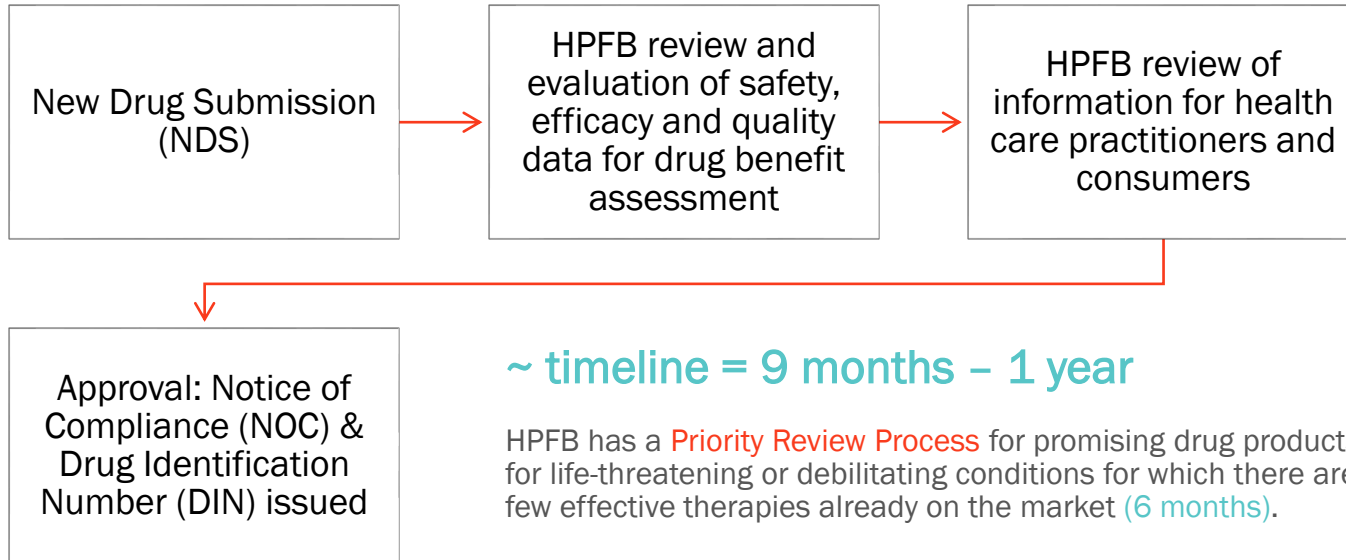 New Drug Submission
(NDS)
HPFB review and
evaluation of safety,
efficacy and quality
data for drug benefit
assessment
HPFB review of
information for health
care practitioners and
consumers
Approval: Notice of
Compliance (NOC) &
Drug Identification
Number (DIN) issued
~ timeline = 9 months – 1 year
HPFB has a Priority Review Process for promising drug product
for life-threatening or debilitating conditions for which there are
few effective therapies already on the market (6 months).